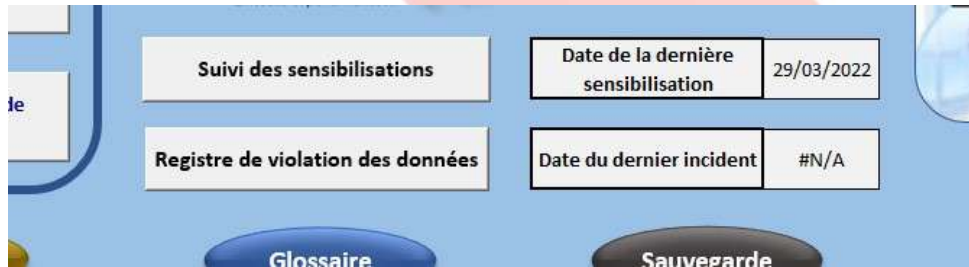 Suivi des sensibilisations
Date de la dernière
sensibilisation
29/03/2022
de
Registre de violation des données
Date du dernier incident
#N/A
Glossaire
Sauvegarde